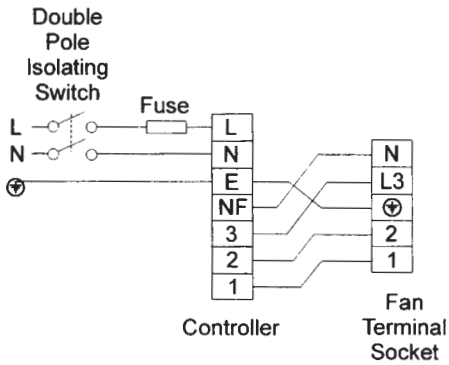 Double
Pole
Isolating
Switch
Fuse
L
N
L
N
E
NF
3
2
1
Controller
N
L3
2
1
Fan
Terminal
Socket